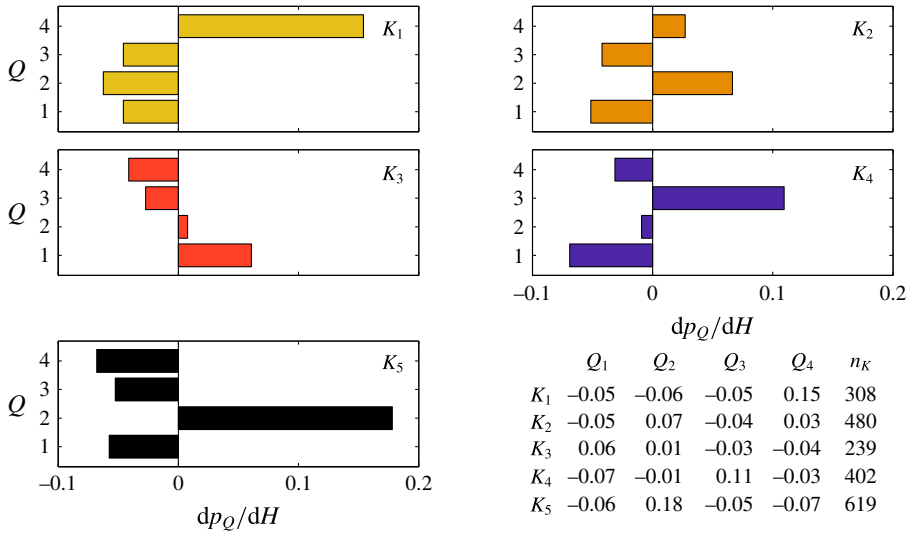 4
3
Q
2
1
K1
4
3
2
1
K2
4
3
Q
2
1
K3
4
3
2
1
K4
–0.1 0 0.1 0.2
dpQ/dH
4
3
Q
2
1
K5
–0.1 0 0.1 0.2
dpQ/dH
Q1 Q2 Q3 Q4 nK
K1 –0.05 –0.06 –0.05 0.15 308
K2 –0.05 0.07 –0.04 0.03 480
K3 0.06 0.01 –0.03 –0.04 239
K4 –0.07 –0.01 0.11 –0.03 402
K5 –0.06 0.18 –0.05 –0.07 619